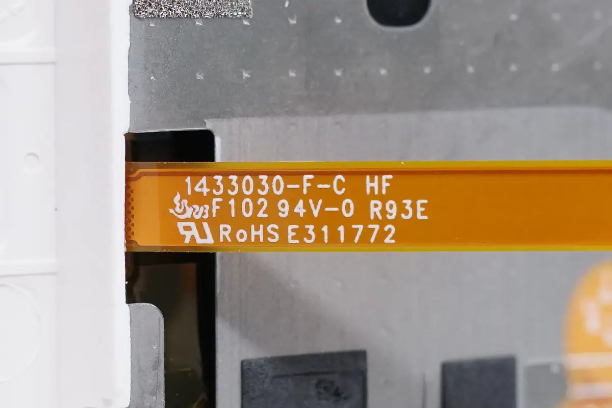 1433030-F-C HF
F102 94V-0 R93E
RoHS E311772